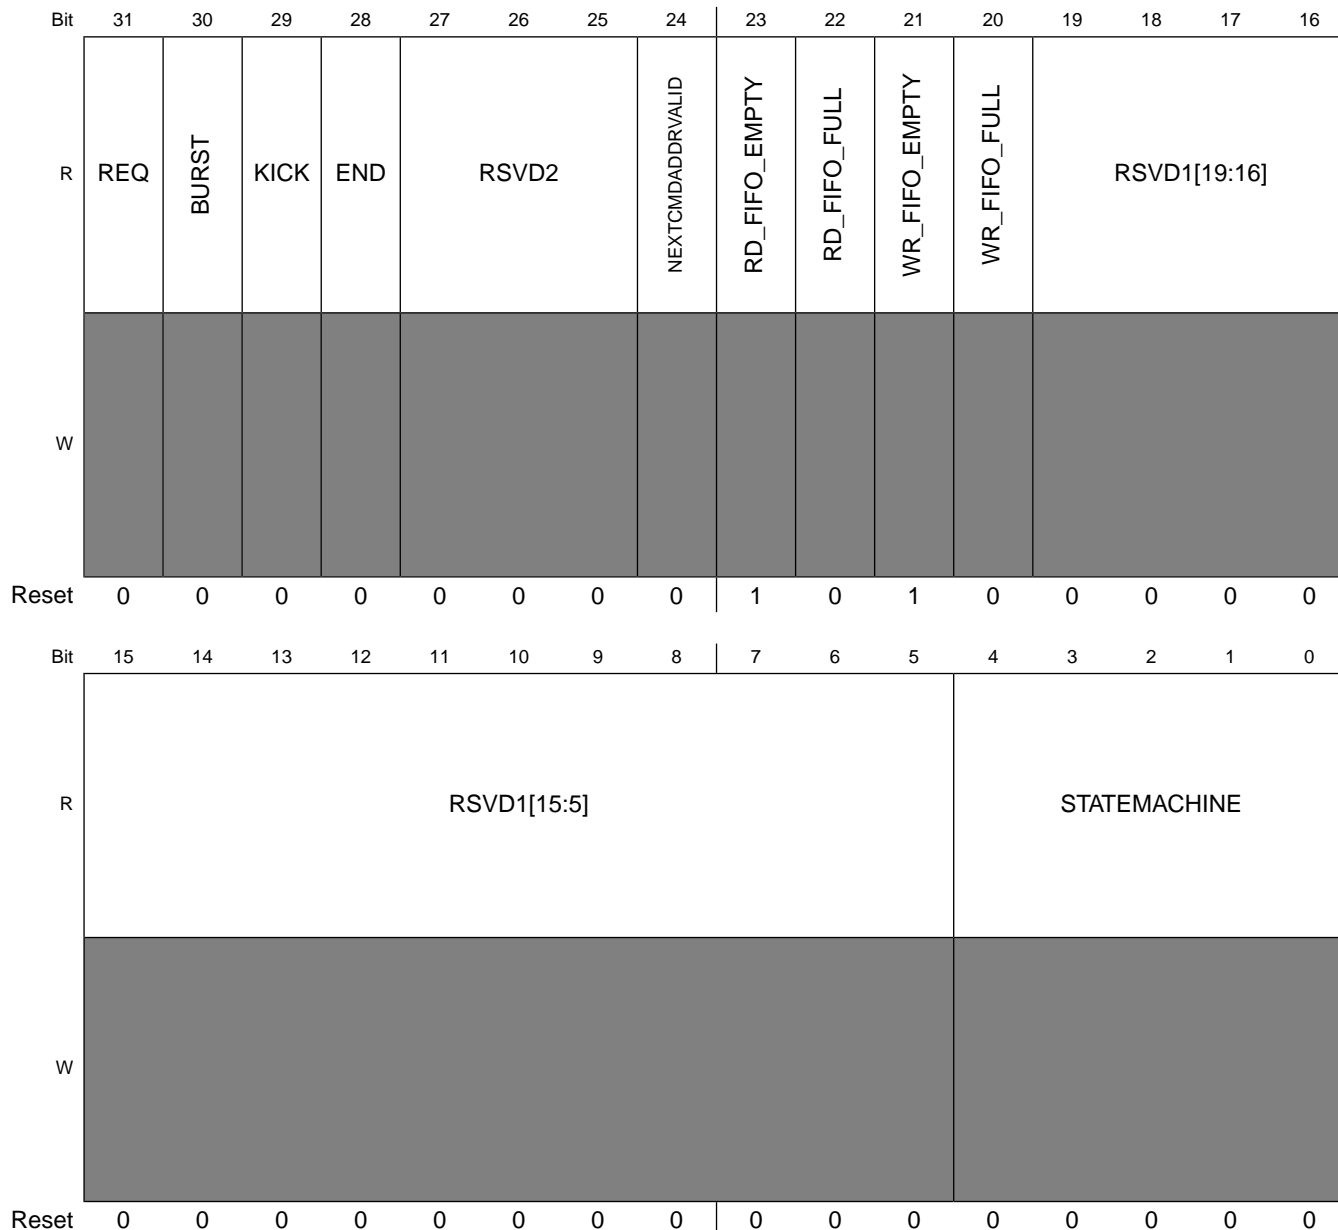 Bit 31 30 29 28 27 26 25 24 23 22 21 20 19 18 17 16
R REQ BURST KICK END RSVD2 NEXTCMDADDRVALID RD_FIFO_EMPTY RD_FIFO_FULL WR_FIFO_EMPTY WR_FIFO_FULL RSVD1[19:16]
W
Reset 0 0 0 0 0 0 0 0 1 0 1 0 0 0 0 0
Bit 15 14 13 12 11 10 9 8 7 6 5 4 3 2 1 0
R RSVD1[15:5] STATEMACHINE
W
Reset 0 0 0 0 0 0 0 0 0 0 0 0 0 0 0 0